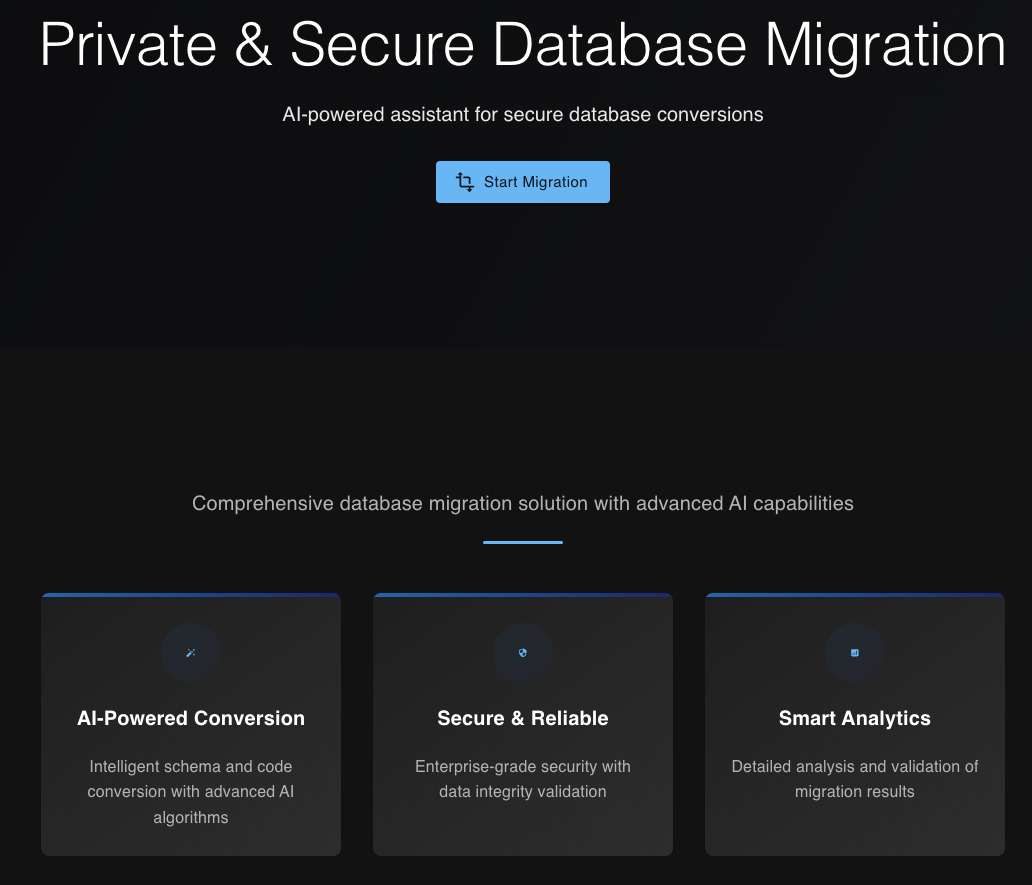 Private & Secure Database Migration
AI-powered assistant for secure database conversions
Start Migration
Comprehensive database migration solution with advanced AI capabilities
AI-Powered Conversion
Intelligent schema and code
conversion with advanced AI
algorithms
Secure & Reliable
Enterprise-grade security with
data integrity validation
Smart Analytics
Detailed analysis and validation of
migration results